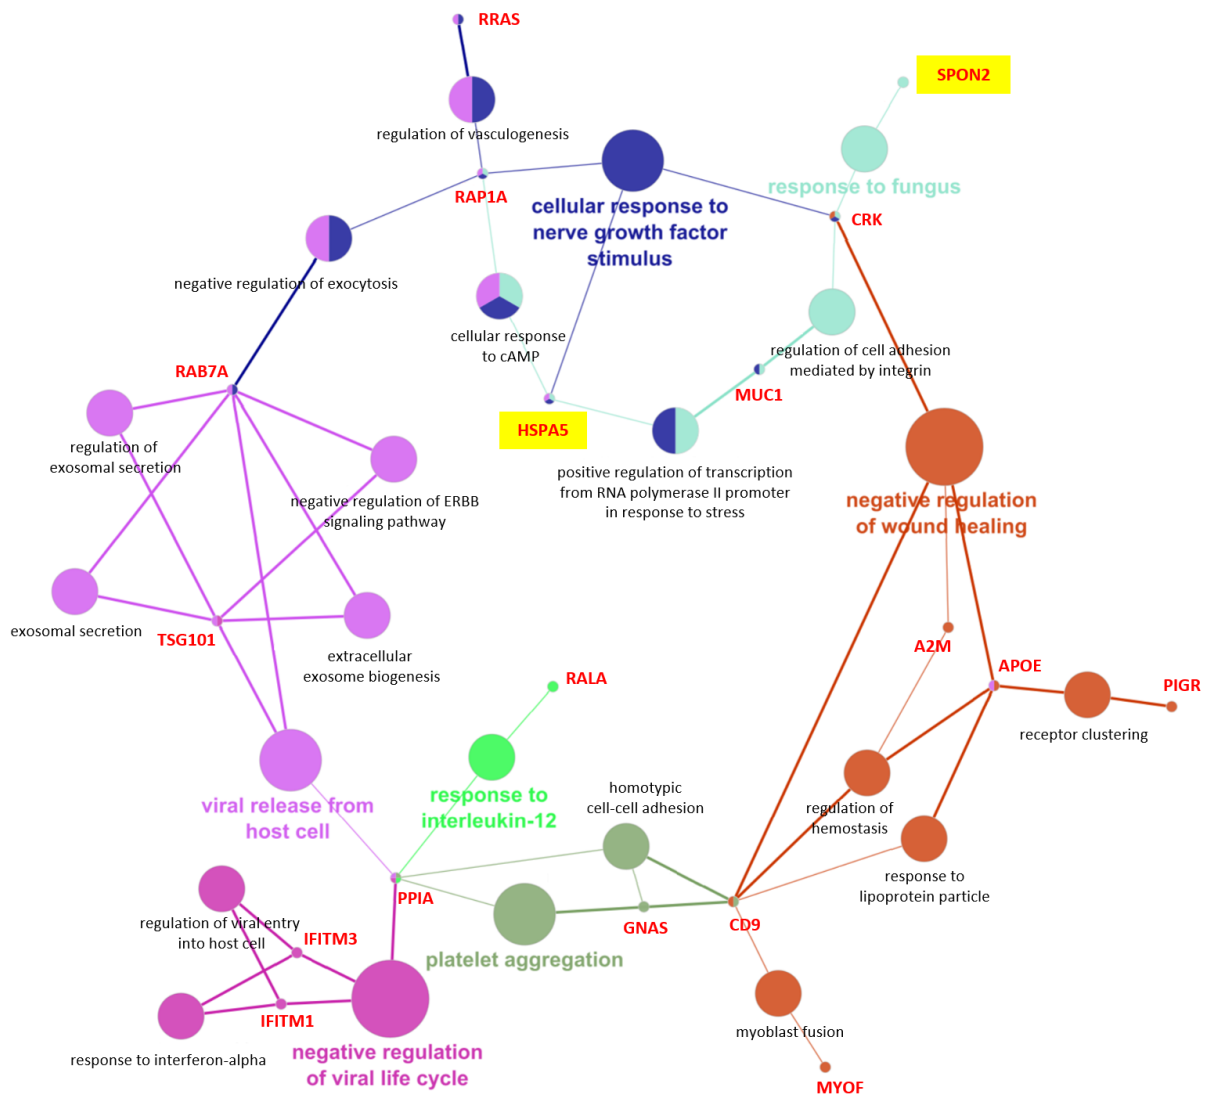 RRAS
SPON2
regulation of vasculogenesis
response to fungus
RAP1A
cellular response to
nerve growth factor
stimulus
CRK
negative regulation of exocytosis
cellular response
to cAMP
regulation of cell adhesion
mediated by integrin
RAB7A
MUC1
HSPA5
regulation of
exosomal secretion
positive regulation of transcription
from RNA polymerase II promoter
in response to stress
negative regulation of ERBB
signaling pathway
negative regulation
of wound healing
exosomal secretion
TSG101
extracellular
exosome biogenesis
A2M
APOE
PIGR
RALA
receptor clustering
viral release from
host cell
response to
interleukin-12
homotypic
cell-cell adhesion
regulation of
hemostasis
response to
lipoprotein particle
PPIA
regulation of viral entry
into host cell
IFITM3
GNAS
CD9
platelet aggregation
IFITM1
myoblast fusion
response to interferon-alpha
negative regulation
of viral life cycle
MYOF